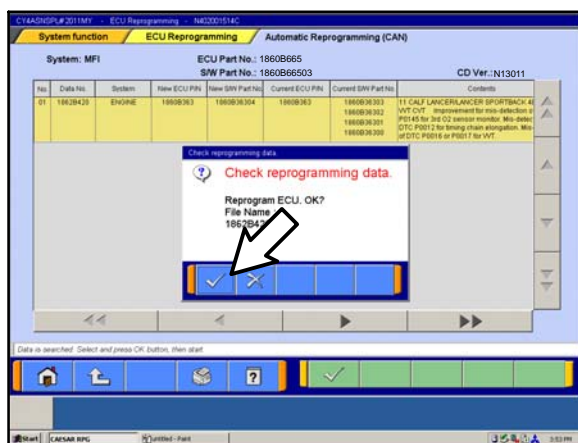 CY4ASNSPL#2011MY - ECU Reprogramming - N402001514C
System function
ECU Reprogramming
Automatic Reprogramming (CAN)
System: MFI
ECU Part No.: 1860B665
S/W Part No.: 1860B66503
CD Ver.: N13011
No. Data No. System New ECU P/N New S/W Part No. Current ECU P/N Current S/W Part No. Contents
01 1862B420 ENGINE 1860B363 1860B36304 1860B363 1860B36303
1860B36302
1860B36301
1860B36300
11 CALF LANCER/LANCER SPORTBACK 4
VVT CVT Improvement for mis-detection o
P0145 for 3rd O2 sensor monitor. Mis-detec
DTC P0012 for timing chain elongation. Mis-
of DTC P0016 or P0017 for VVT.
Check reprogramming data
Check reprogramming data.
Reprogram ECU. OK?
File Name :
1862B42
Data is searched. Select and press OK button, then start.
Start CAESAR RPG untitled - Paint 3:53 PM